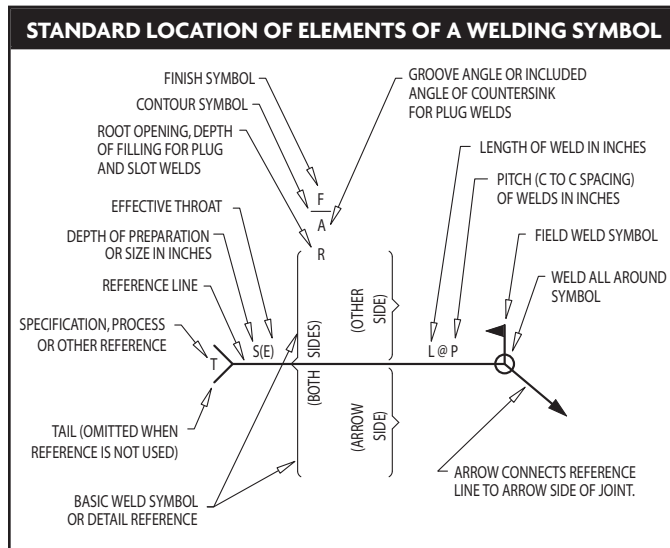 STANDARD LOCATION OF ELEMENTS OF A WELDING SYMBOL
FINISH SYMBOL
CONTOUR SYMBOL
ROOT OPENING, DEPTH
OF FILLING FOR PLUG
AND SLOT WELDS
EFFECTIVE THROAT
DEPTH OF PREPARATION
OR SIZE IN INCHES
REFERENCE LINE
SPECIFICATION, PROCESS
OR OTHER REFERENCE
TAIL (OMITTED WHEN
REFERENCE IS NOT USED)
BASIC WELD SYMBOL
OR DETAIL REFERENCE
T
S(E)
F
A
R
(BOTH SIDES)
(OTHER
SIDE)
(ARROW
SIDE)
L @ P
GROOVE ANGLE OR INCLUDED
ANGLE OF COUNTERSINK
FOR PLUG WELDS
LENGTH OF WELD IN INCHES
PITCH (C TO C SPACING)
OF WELDS IN INCHES
FIELD WELD SYMBOL
WELD ALL AROUND
SYMBOL
ARROW CONNECTS REFERENCE
LINE TO ARROW SIDE OF JOINT.